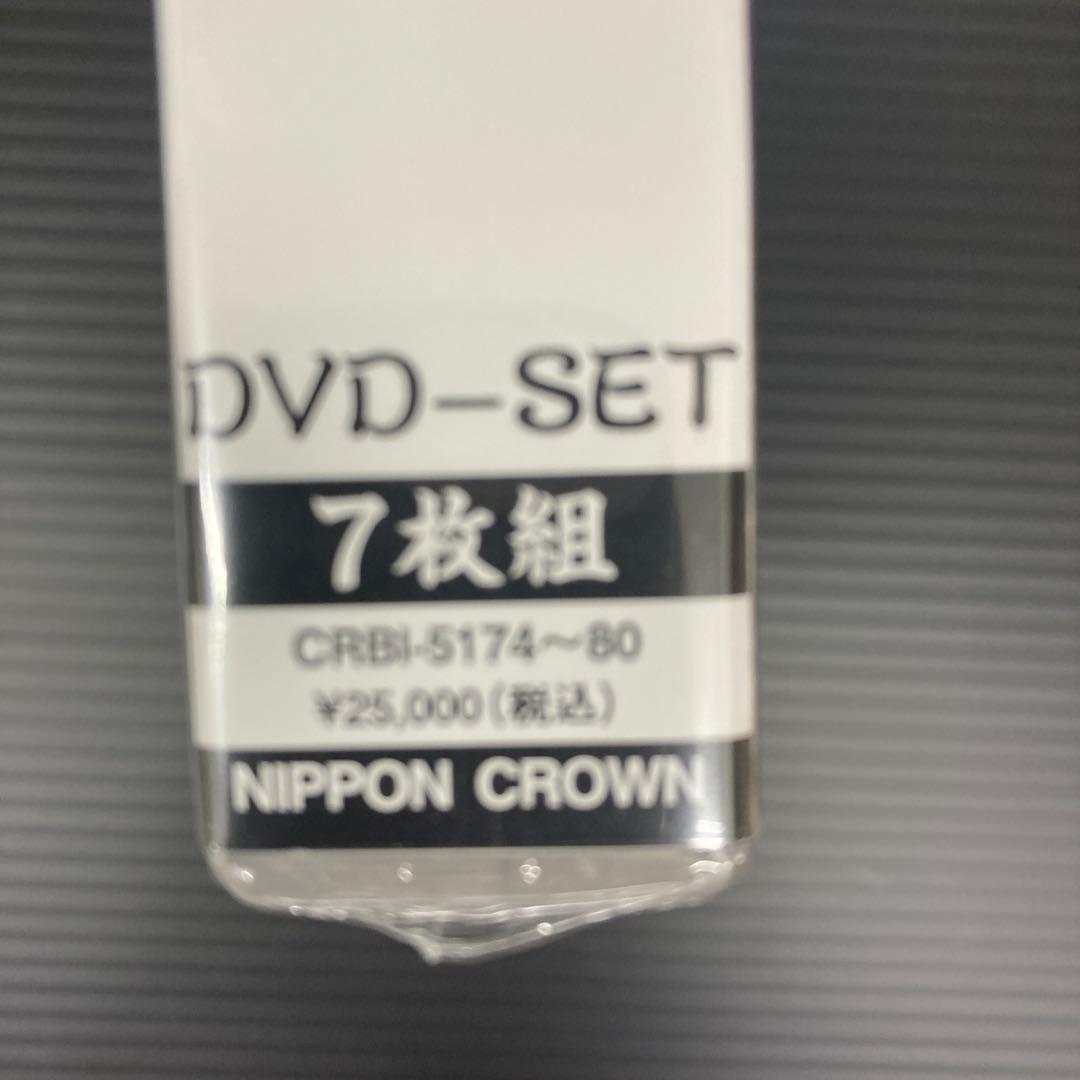 DVD-SET
7枚組
CRBI-5174～80
¥25,000(税込)
NIPPON CROWN